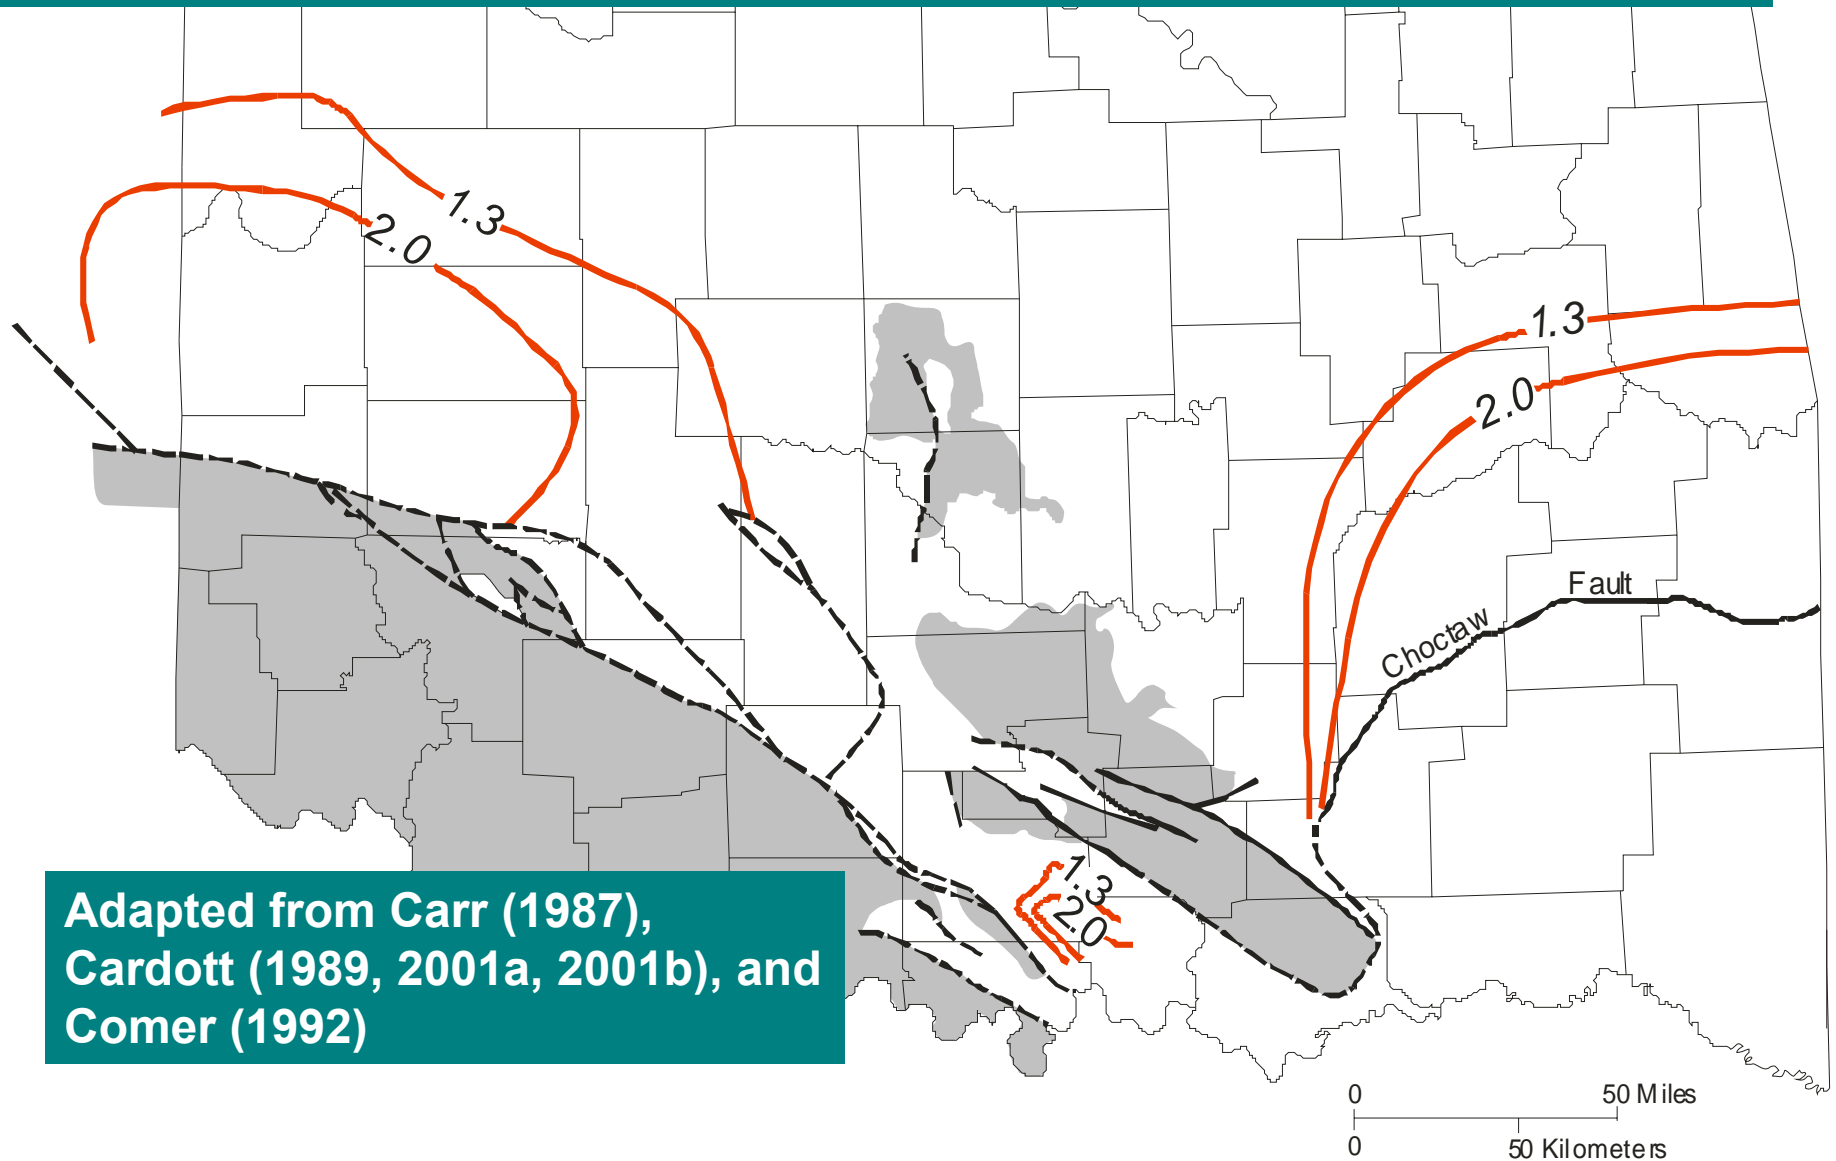 1.3
2.0
1.3
2.0
Fault
Choctaw
1.3
2.0
Adapted from Carr (1987),
Cardott (1989, 2001a, 2001b), and
Comer (1992)
0 50 Miles
0 50 Kilometers